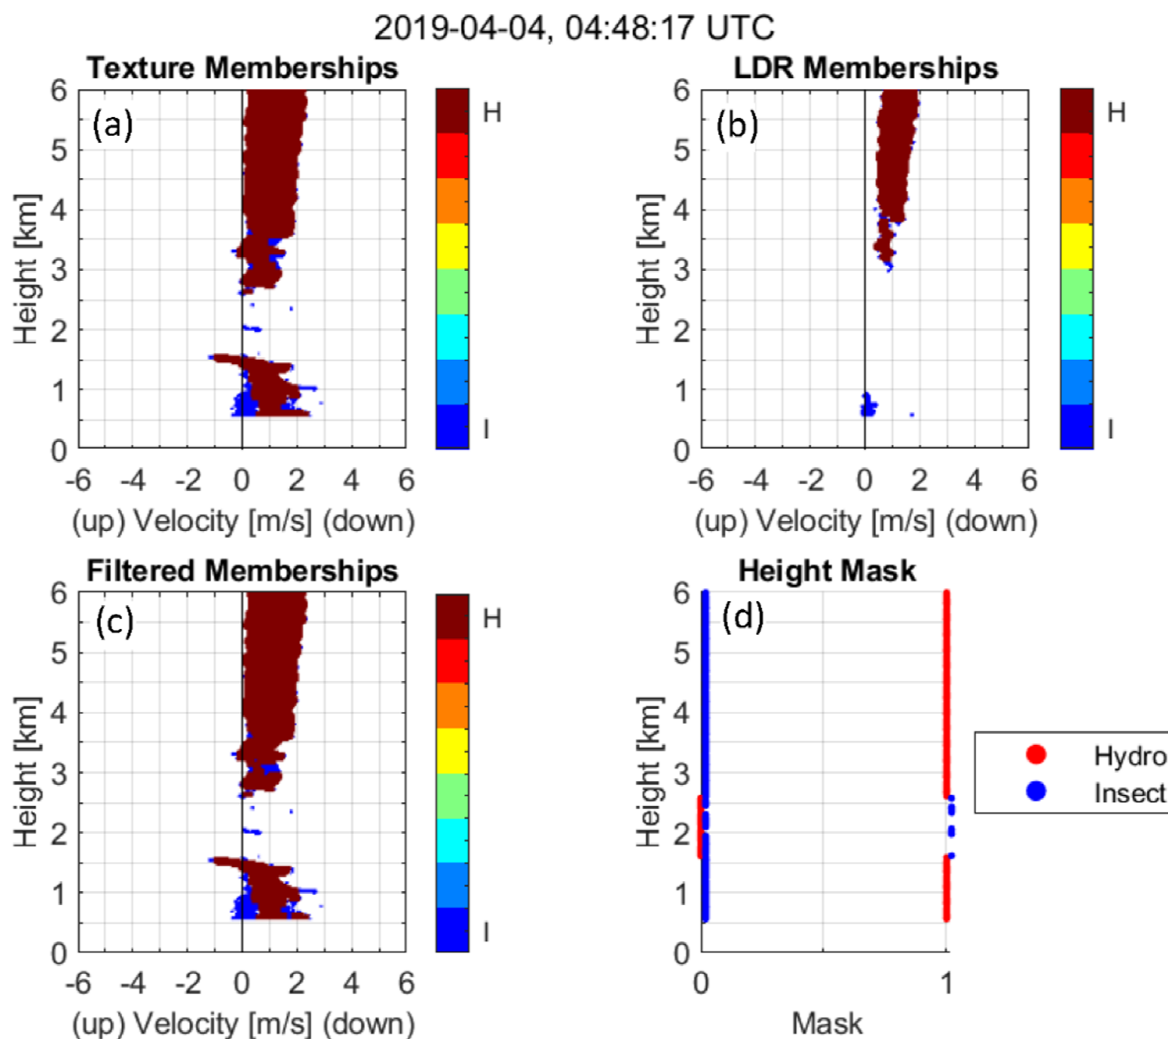 2019-04-04, 04:48:17 UTC
Texture Memberships
(a)
H
I
6
5
4
3
2
1
0
Height [km]
-6 -4 -2 0 2 4 6
(up) Velocity [m/s] (down)
LDR Memberships
(b)
H
I
6
5
4
3
2
1
0
Height [km]
-6 -4 -2 0 2 4 6
(up) Velocity [m/s] (down)
Filtered Memberships
(c)
H
I
6
5
4
3
2
1
0
Height [km]
-6 -4 -2 0 2 4 6
(up) Velocity [m/s] (down)
Height Mask
(d)
6
5
4
3
2
1
0
Height [km]
0 1
Mask
Hydro
Insect